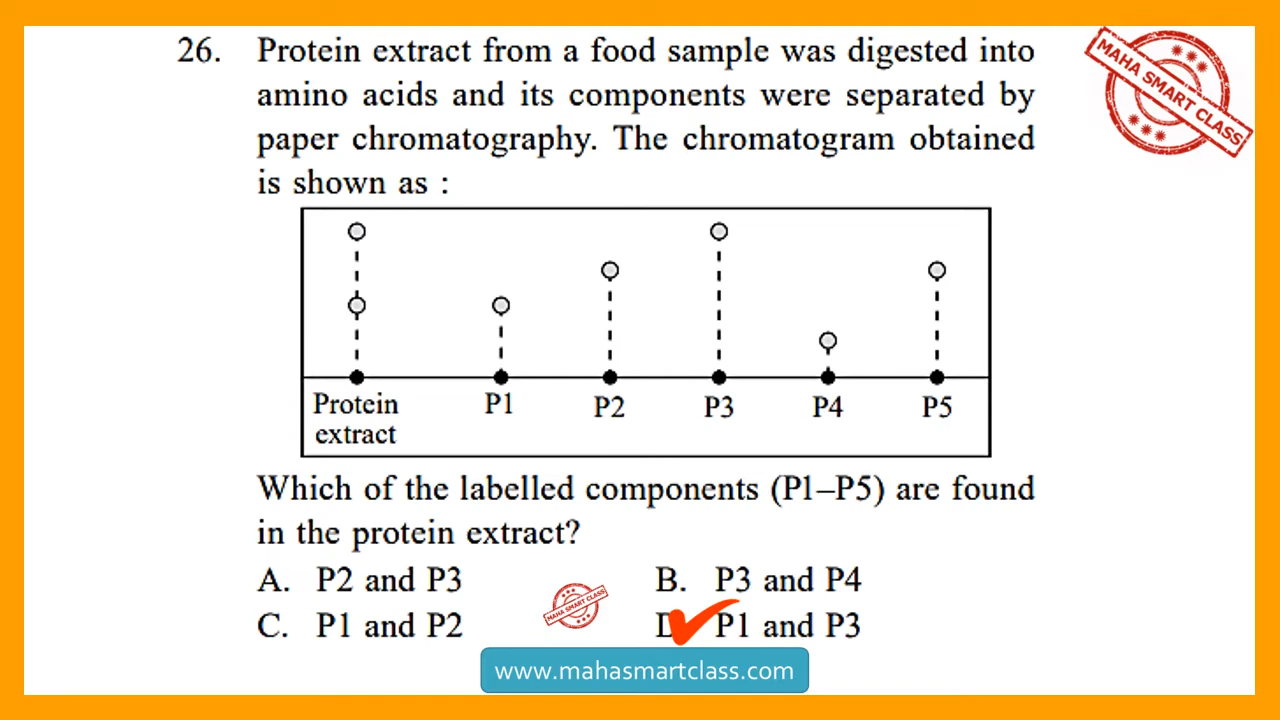 26. Protein extract from a food sample was digested into
amino acids and its components were separated by
paper chromatography. The chromatogram obtained
is shown as :
MAHA SMART CLASS
Protein extract
P1 P2 P3 P4 P5
Which of the labelled components (P1–P5) are found
in the protein extract?
A. P2 and P3 B. P3 and P4
C. P1 and P2 D. P1 and P3
MAHA SMART CLASS
www.mahasmartclass.com